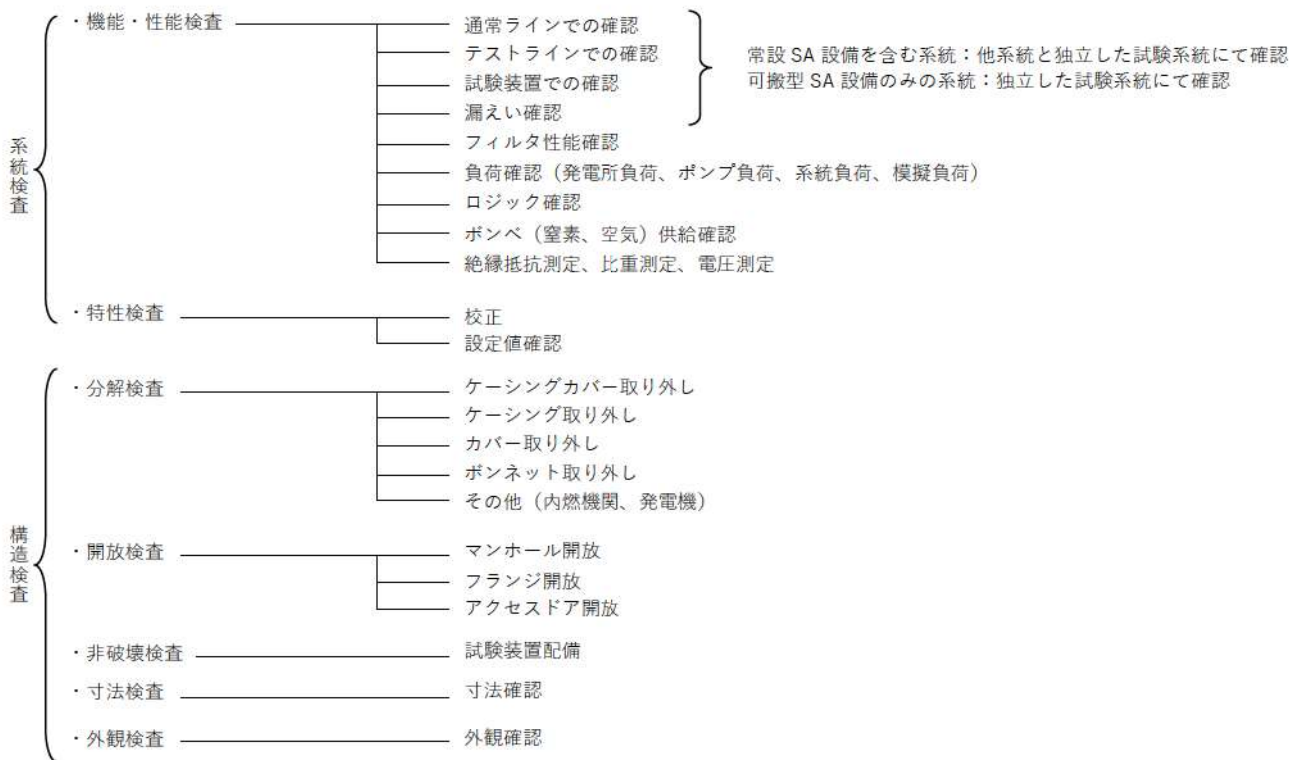 系統検査
・機能・性能検査
通常ラインでの確認
テストラインでの確認
試験装置での確認
漏えい確認
常設 SA 設備を含む系統：他系統と独立した試験系統にて確認
可搬型 SA 設備のみの系統：独立した試験系統にて確認
フィルタ性能確認
負荷確認（発電所負荷、ポンプ負荷、系統負荷、模擬負荷）
ロジック確認
ボンベ（窒素、空気）供給確認
絶縁抵抗測定、比重測定、電圧測定
・特性検査
校正
設定値確認
構造検査
・分解検査
ケーシングカバー取り外し
ケーシング取り外し
カバー取り外し
ボンネット取り外し
その他（内燃機関、発電機）
・開放検査
マンホール開放
フランジ開放
アクセスドア開放
・非破壊検査
試験装置配備
・寸法検査
寸法確認
・外観検査
外観確認